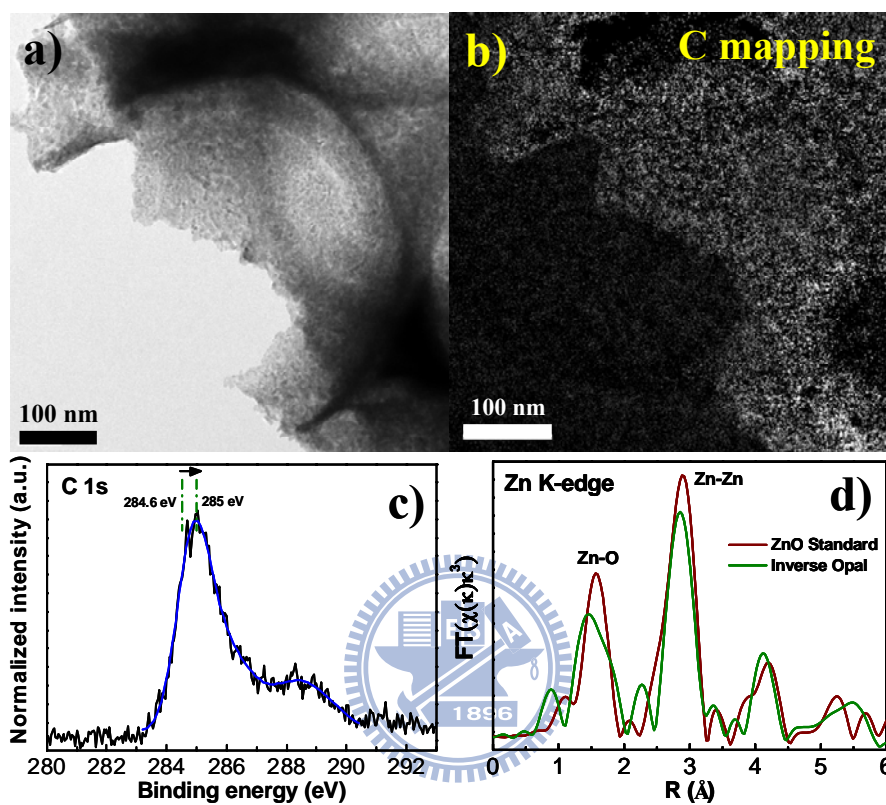 a)
b)
C mapping
100 nm
100 nm
C 1s
284.6 eV
285 eV
c)
Normalized intensity (a.u.)
280 282 284 286 288 290 292
Binding energy (eV)
Zn K-edge
Zn-Zn
d)
Zn-O
ZnO Standard
Inverse Opal
FT(χ(κ)κ³)
0 1 2 3 4 5 6
R (Å)
1896